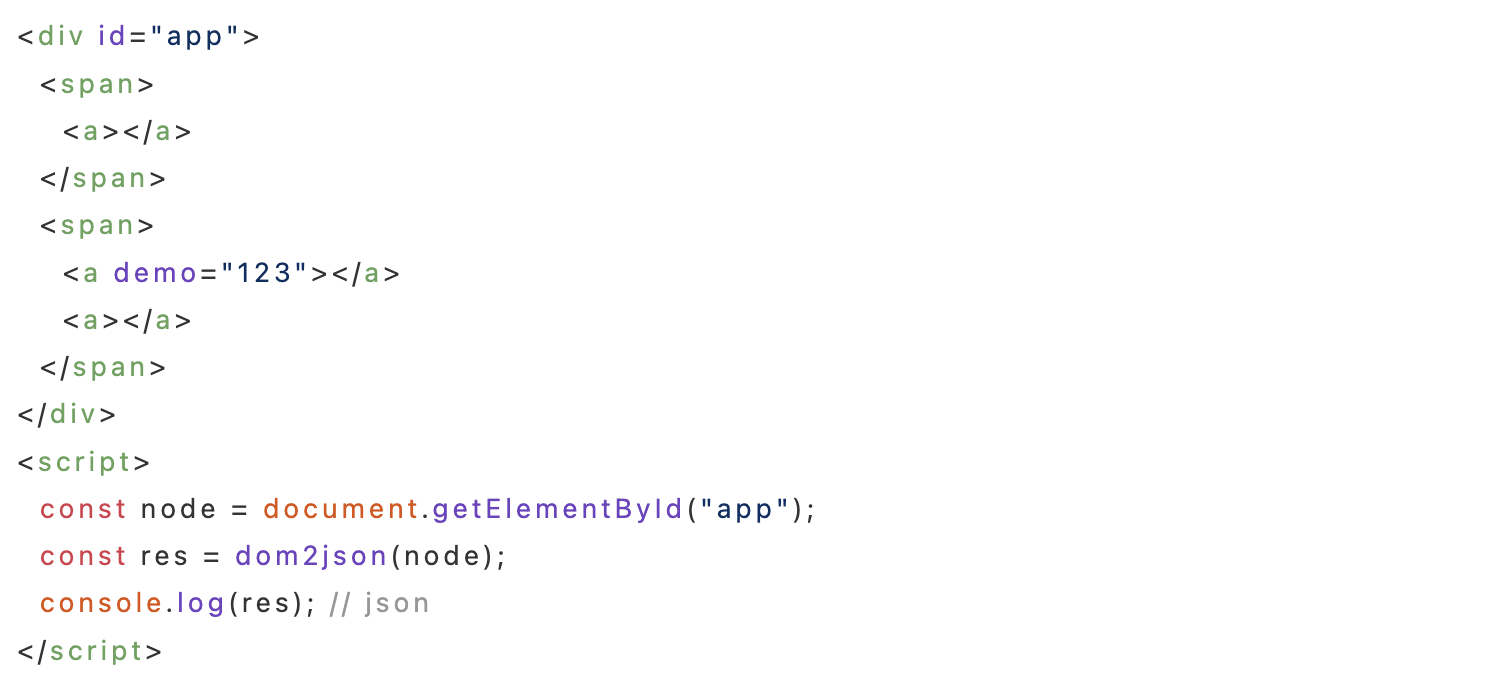 <div id="app">
<span>
<a></a>
</span>
<span>
<a demo="123"></a>
<a></a>
</span>
</div>
<script>
const node = document.getElementById("app");
const res = dom2json(node);
console.log(res); // json
</script>